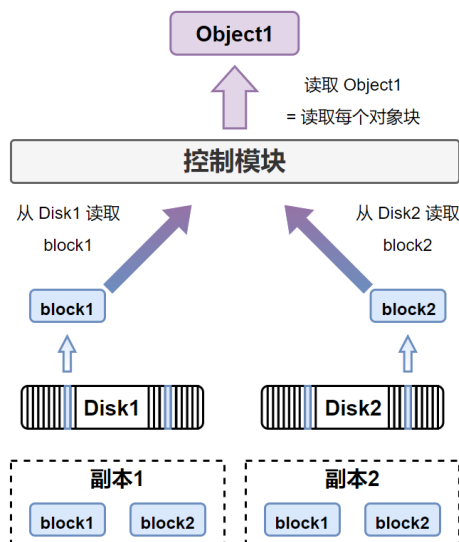 Object1
读取 Object1
= 读取每个对象块
控制模块
从 Disk1 读取
block1
从 Disk2 读取
block2
block1
block2
Disk1
Disk2
副本1
副本2
block1
block2
block1
block2